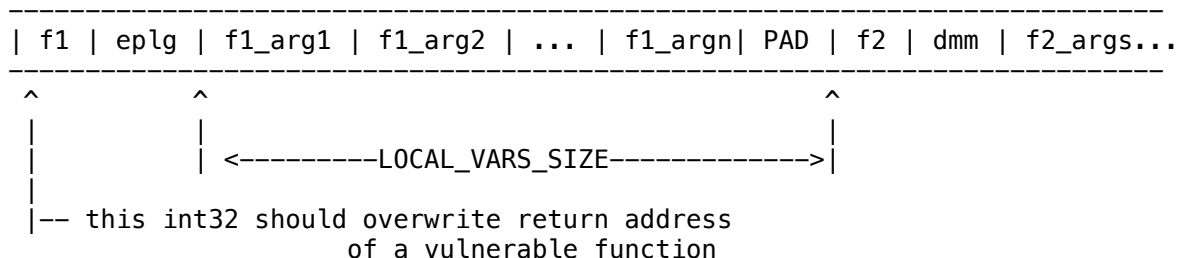 ---------------------------------------------------------------------------
| f1 | eplg | f1_arg1 | f1_arg2 | ... | f1_argn| PAD | f2 | dmm | f2_args...
---------------------------------------------------------------------------
^ ^ ^
| | |
| | <---------LOCAL_VARS_SIZE------------->|
|
|-- this int32 should overwrite return address
of a vulnerable function